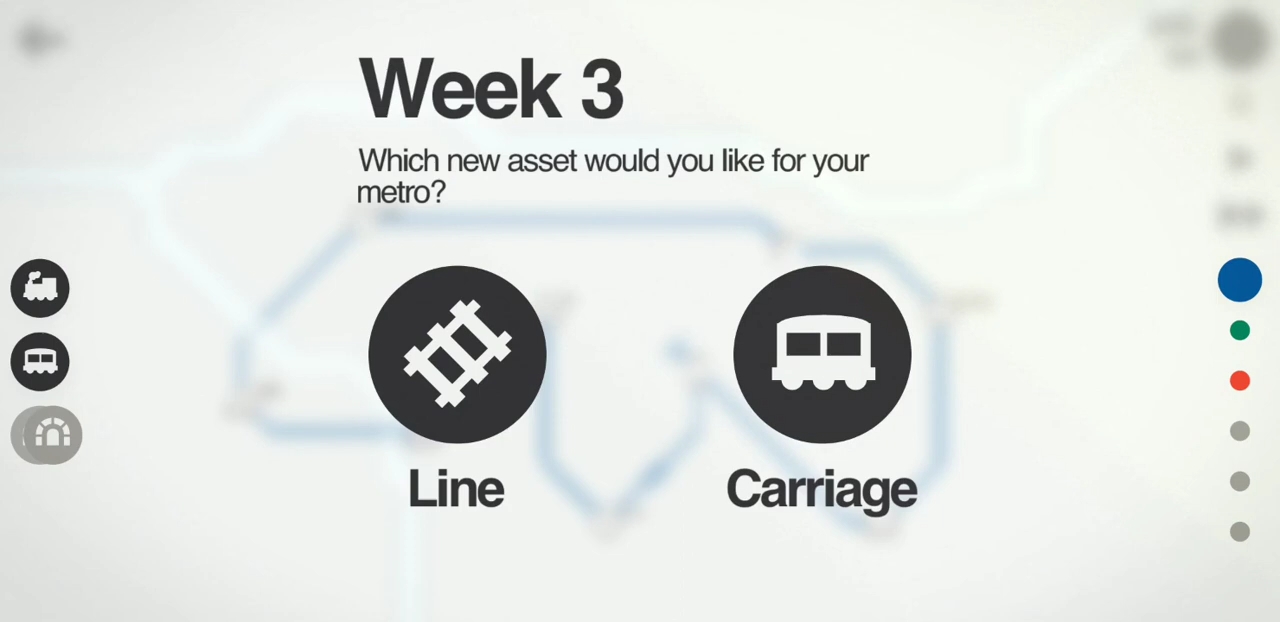 Week 3
Which new asset would you like for your
metro?
Line
Carriage